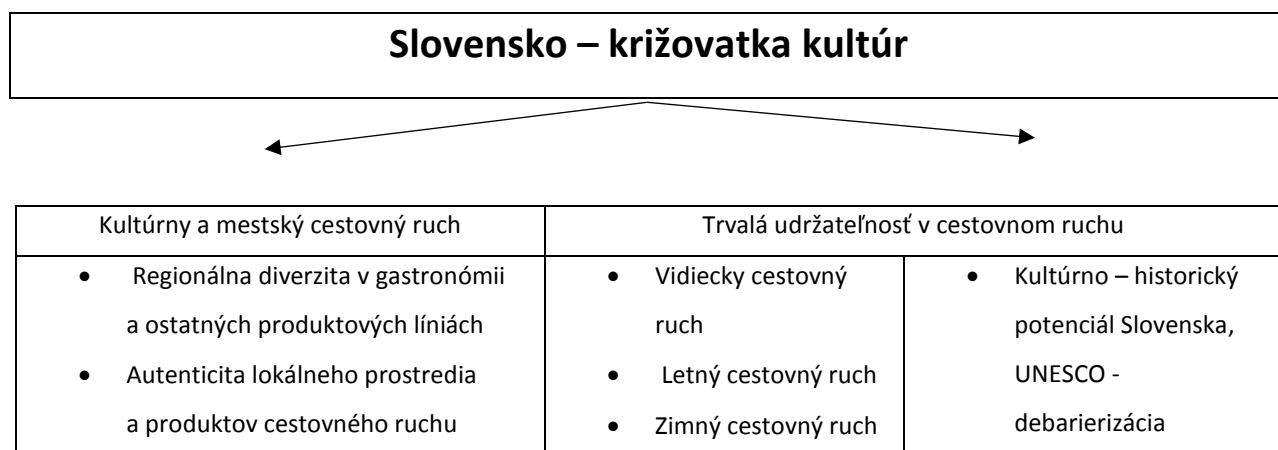 Slovensko – križovatka kultúr
Kultúrny a mestský cestovný ruch
Trvalá udržateľnosť v cestovnom ruchu
• Regionálna diverzita v gastronómii
a ostatných produktových líniách
• Autenticita lokálneho prostredia
a produktov cestovného ruchu
• Vidiecky cestovný
ruch
• Letný cestovný ruch
• Zimný cestovný ruch
• Kultúrno – historický
potenciál Slovenska,
UNESCO -
debarierizácia